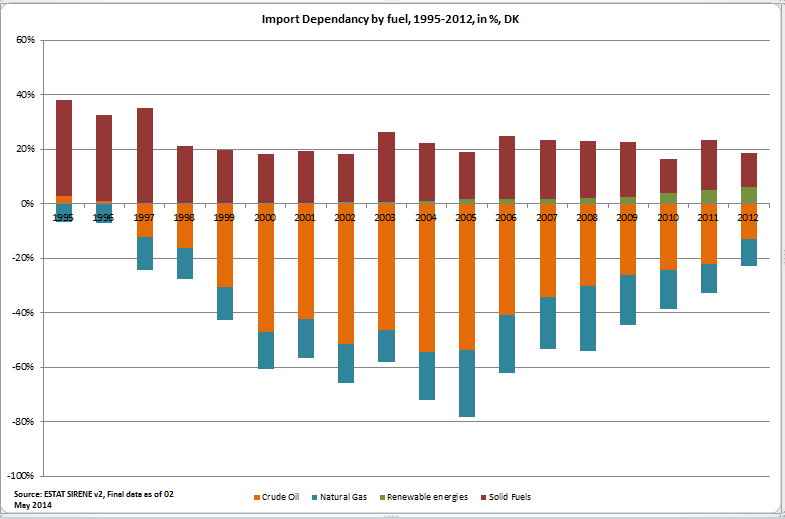 Import Dependancy by fuel, 1995-2012, in %, DK
60%
40%
20%
0%
-20%
-40%
-60%
-80%
-100%
1995 1996 1997 1998 1999 2000 2001 2002 2003 2004 2005 2006 2007 2008 2009 2010 2011 2012
Source: ESTAT SIRENE v2, Final data as of 02
May 2014
Crude Oil Natural Gas Renewable energies Solid Fuels